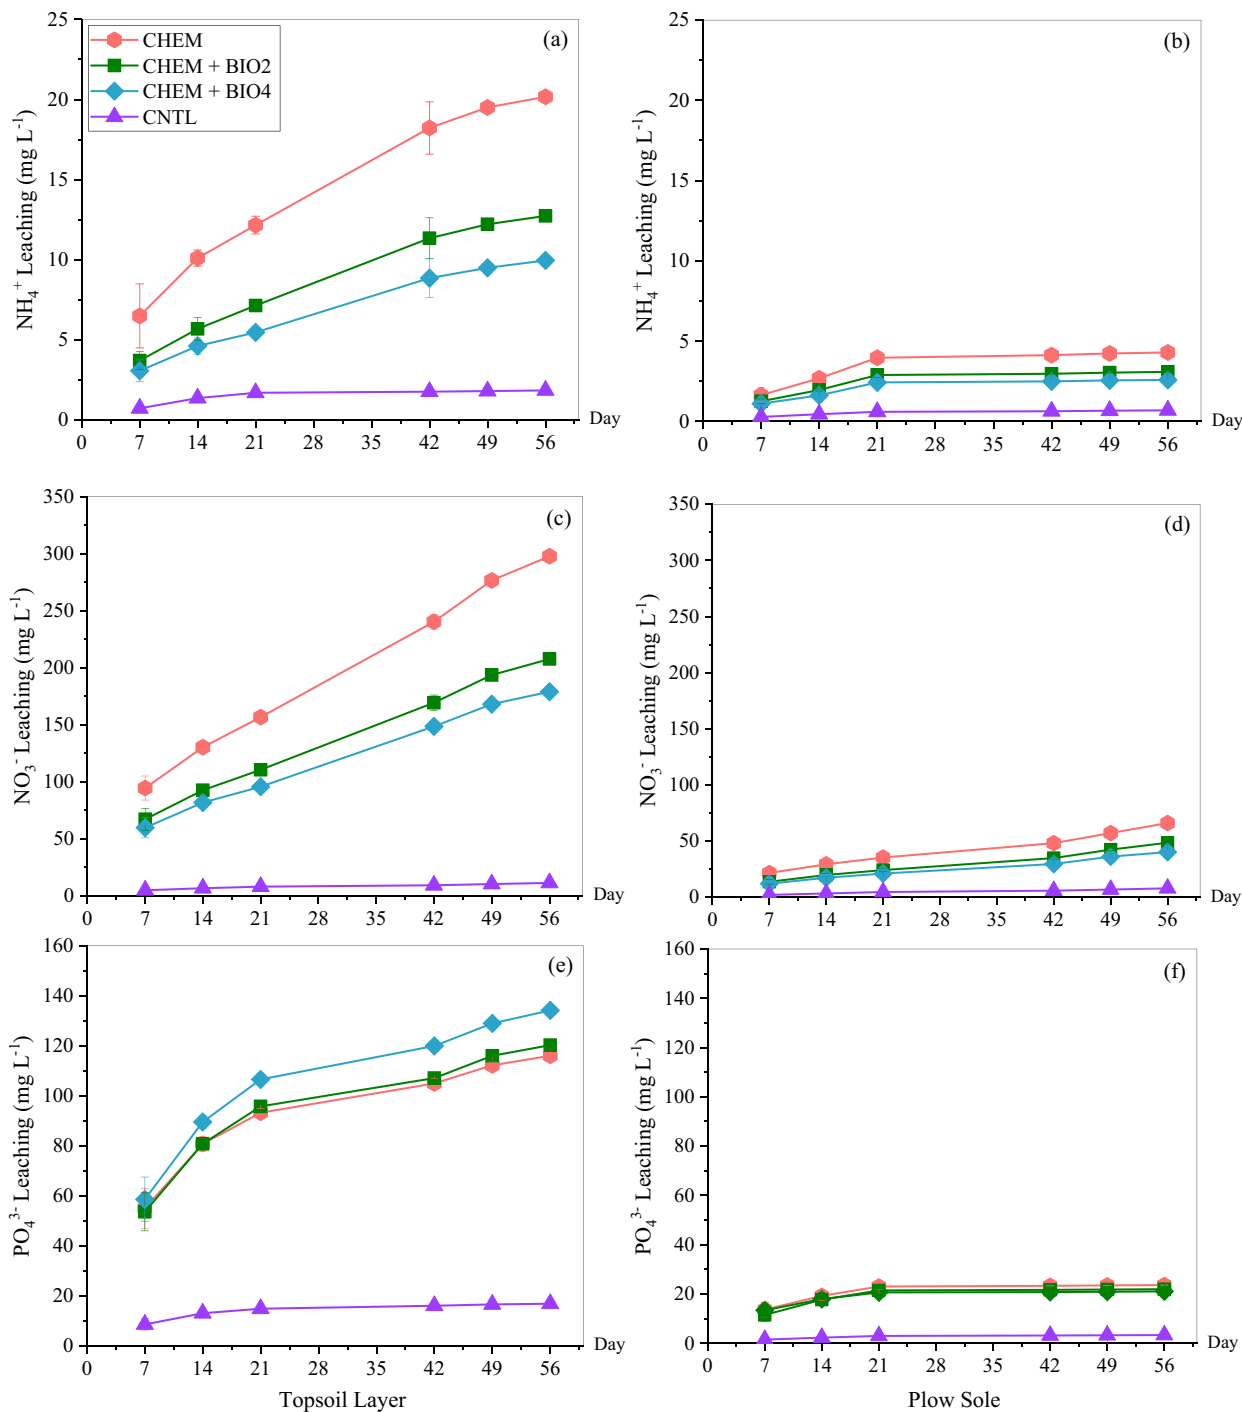 (a)
CHEM
CHEM + BIO2
CHEM + BIO4
CNTL
NH₄⁺ Leaching (mg L⁻¹)
25
20
15
10
5
0
0 7 14 21 28 35 42 49 56
Day
(b)
NH₄⁺ Leaching (mg L⁻¹)
25
20
15
10
5
0
0 7 14 21 28 35 42 49 56
Day
(c)
NO₃⁻ Leaching (mg L⁻¹)
350
300
250
200
150
100
50
0
0 7 14 21 28 35 42 49 56
Day
(d)
NO₃⁻ Leaching (mg L⁻¹)
350
300
250
200
150
100
50
0
0 7 14 21 28 35 42 49 56
Day
(e)
PO₄³⁻ Leaching (mg L⁻¹)
160
140
120
100
80
60
40
20
0
0 7 14 21 28 35 42 49 56
Day
Topsoil Layer
(f)
PO₄³⁻ Leaching (mg L⁻¹)
160
140
120
100
80
60
40
20
0
0 7 14 21 28 35 42 49 56
Day
Plow Sole